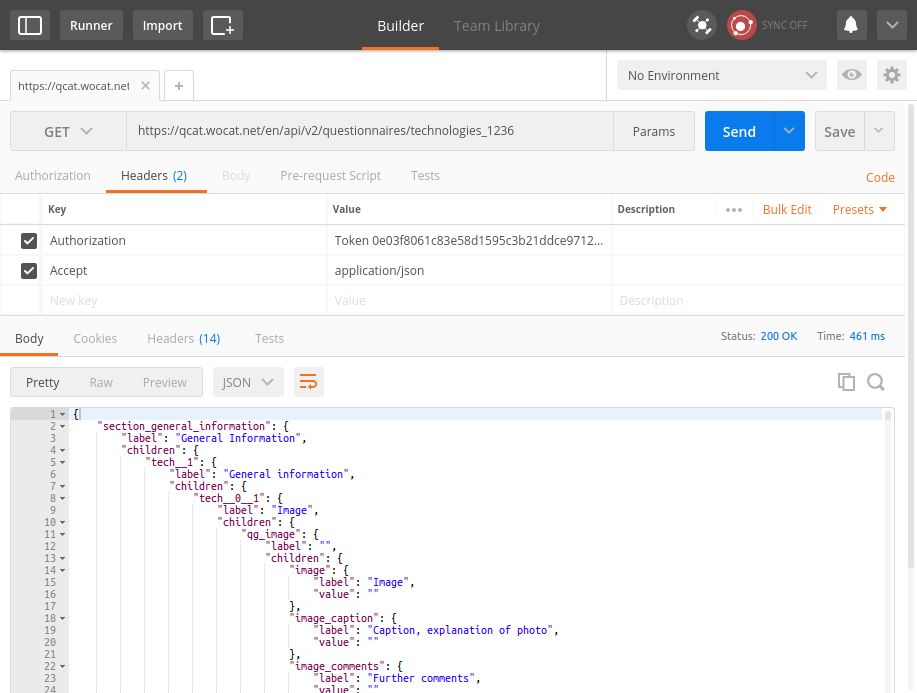 Runner Import Builder Team Library SYNC OFF
https://qcat.wocat.net No Environment
GET https://qcat.wocat.net/en/api/v2/questionnaires/technologies_1236 Params Send Save
Authorization Headers (2) Body Pre-request Script Tests Code
Key Value Description Bulk Edit Presets
Authorization Token 0e03f8061c83e58d1595c3b21ddce9712...
Accept application/json
New key Value Description
Body Cookies Headers (14) Tests Status: 200 OK Time: 461 ms
Pretty Raw Preview JSON
1 {
2 "section_general_information": {
3 "label": "General Information",
4 "children": {
5 "tech__1": {
6 "label": "General information",
7 "children": {
8 "tech__0__1": {
9 "label": "Image",
10 "children": {
11 "qg_image": {
12 "label": "",
13 "children": {
14 "image": {
15 "label": "Image",
16 "value": ""
17 },
18 "image_caption": {
19 "label": "Caption, explanation of photo",
20 "value": ""
21 },
22 "image_comments": {
23 "label": "Further comments",
24 "value": ""